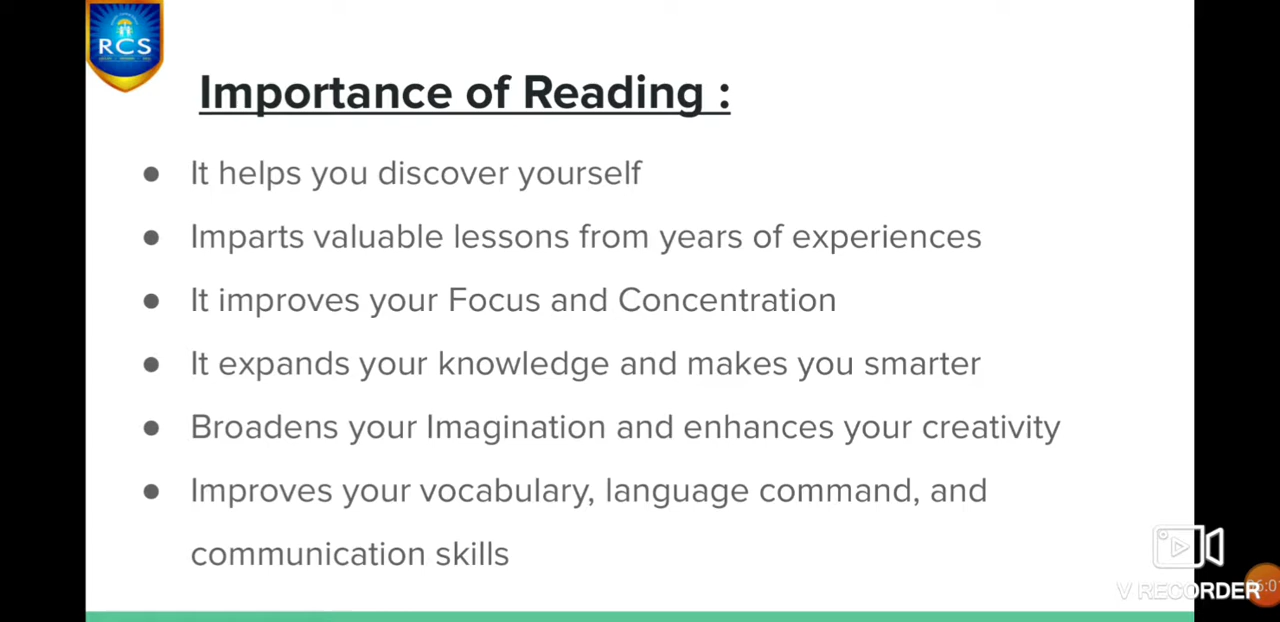 RCS
Importance of Reading :
● It helps you discover yourself
● Imparts valuable lessons from years of experiences
● It improves your Focus and Concentration
● It expands your knowledge and makes you smarter
● Broadens your Imagination and enhances your creativity
● Improves your vocabulary, language command, and
communication skills
V RECORDER